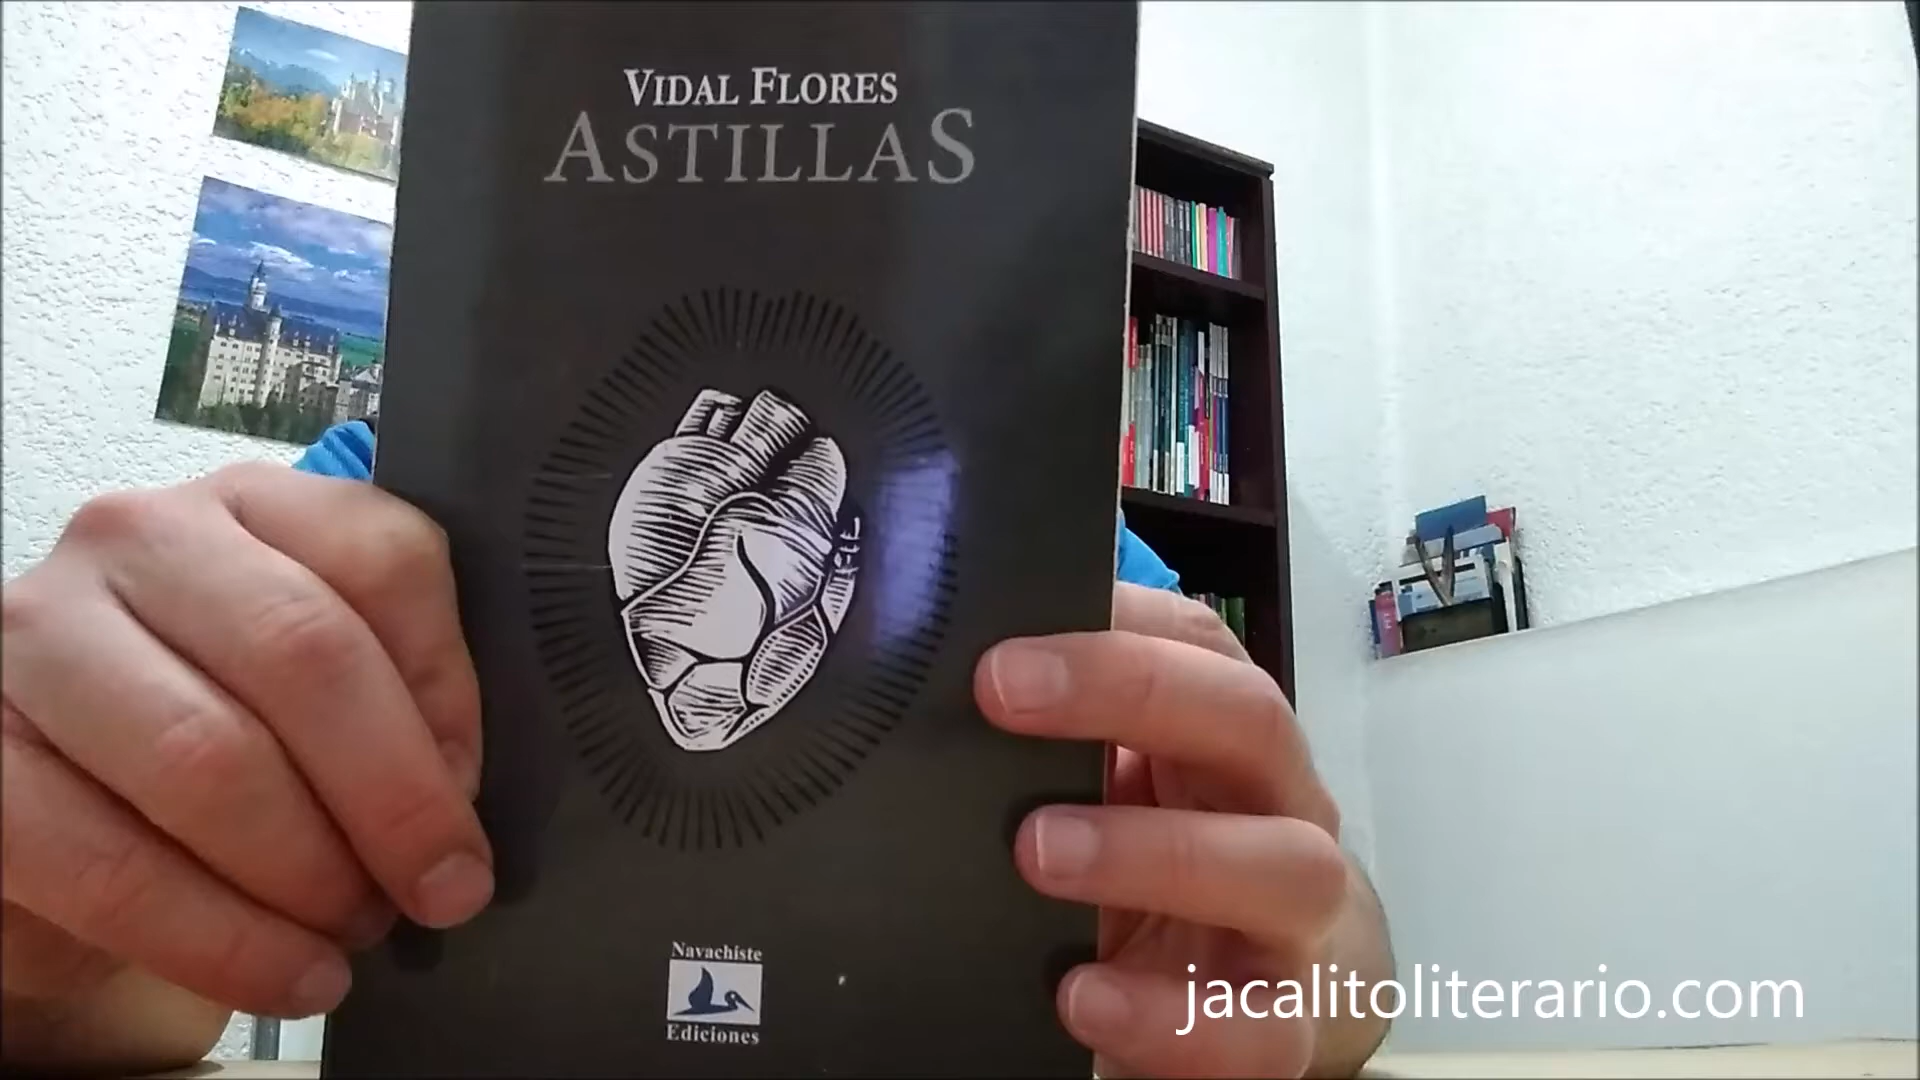 VIDAL FLORES
ASTILLAS
Navachiste
Ediciones
jacalitoliterario.com